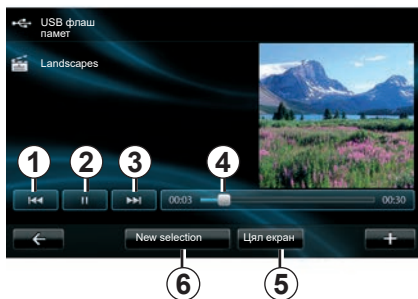 USB флаш
памет
Landscapes
1 2 3 4
00:03 00:30
New selection Цял екран
6 5